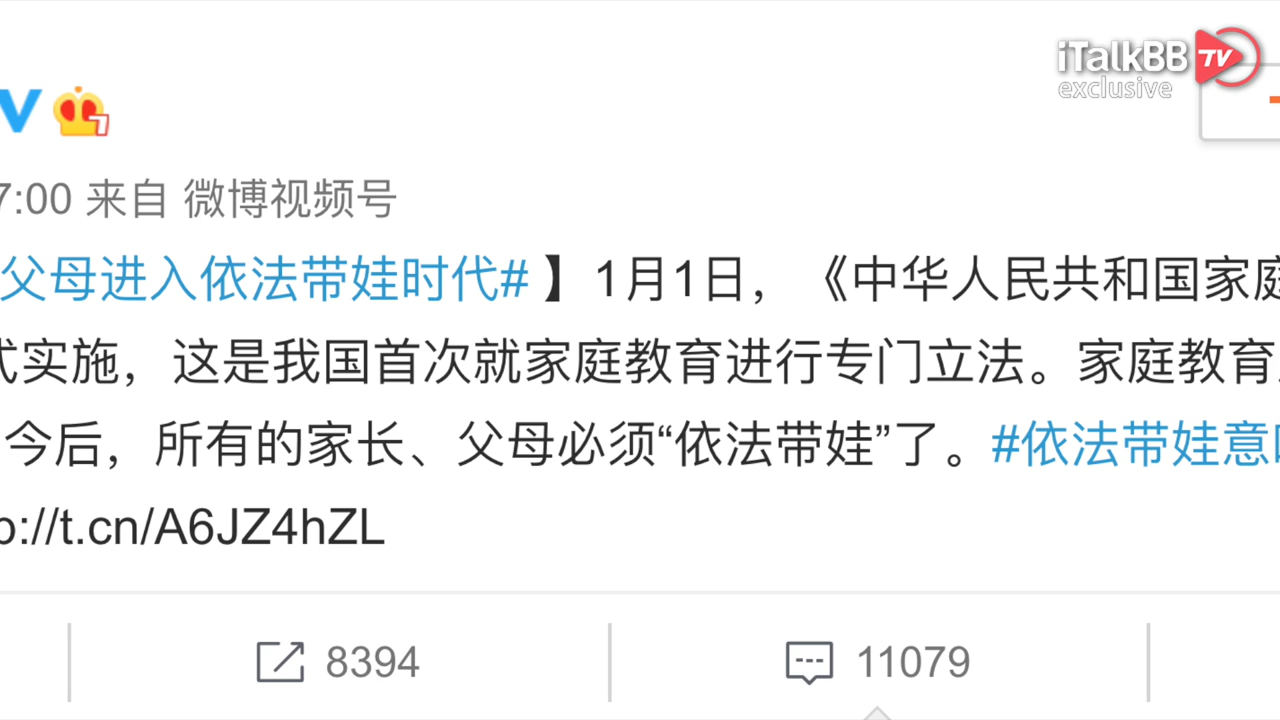 iTalkBB TV
exclusive
V 7
7:00 来自 微博视频号
父母进入依法带娃时代# 】1月1日，《中华人民共和国家庭
式实施，这是我国首次就家庭教育进行专门立法。家庭教育
今后，所有的家长、父母必须“依法带娃”了。#依法带娃意
p://t.cn/A6JZ4hZL
8394 11079